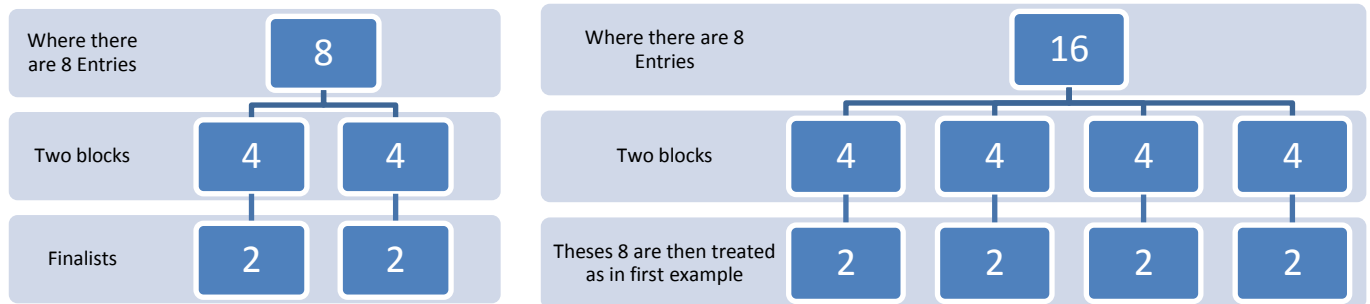 Where there
are 8 Entries
8
Two blocks
4 4
Finalists
2 2
Where there are 8
Entries
16
Two blocks
4 4 4 4
Theses 8 are then treated
as in first example
2 2 2 2